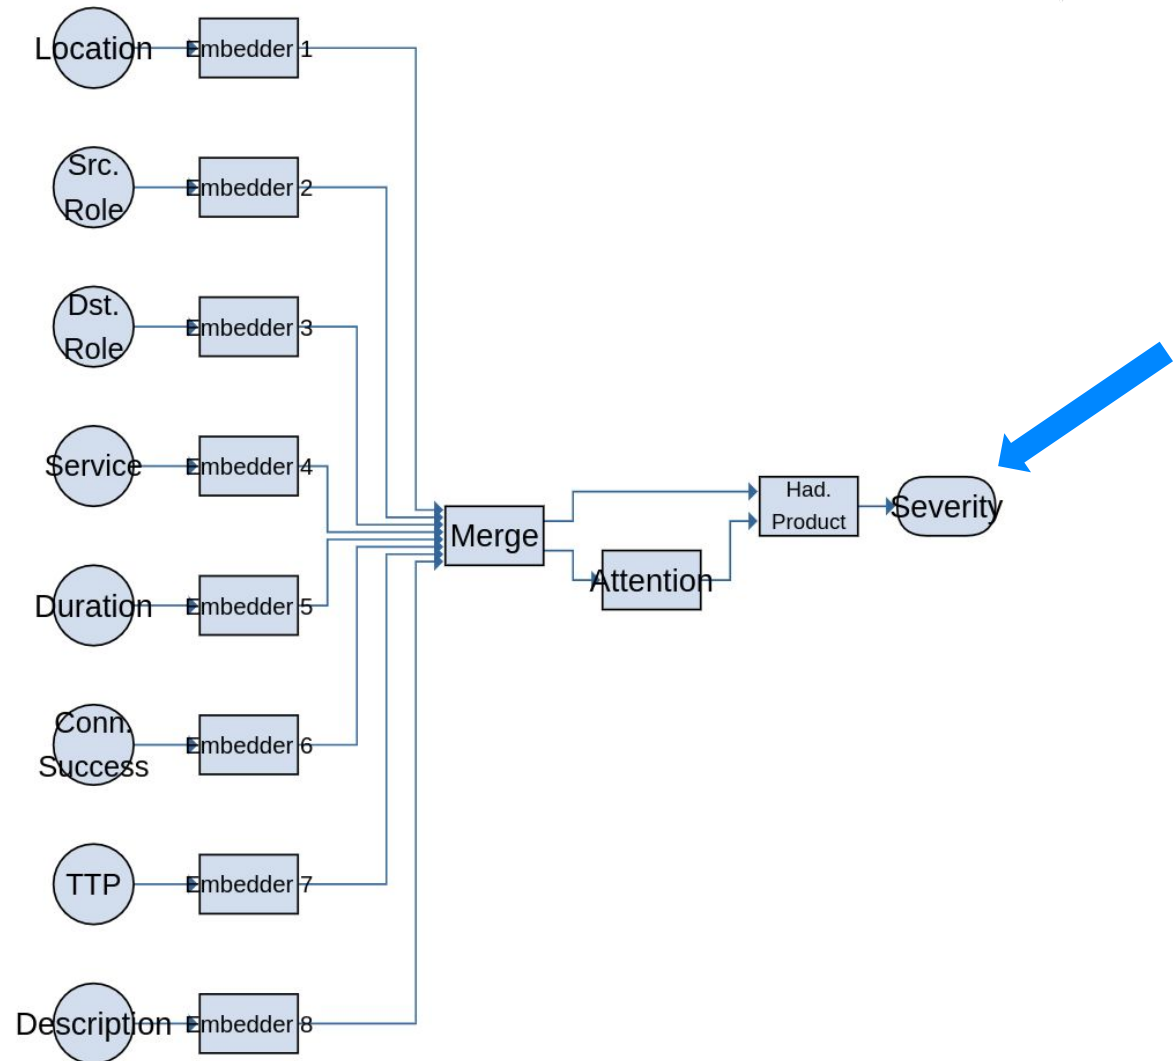 Location
Embedder 1
Src.
Role
Embedder 2
Dst.
Role
Embedder 3
Service
Embedder 4
Duration
Embedder 5
Conn.
Success
Embedder 6
TTP
Embedder 7
Description
Embedder 8
Merge
Attention
Had.
Product
Severity